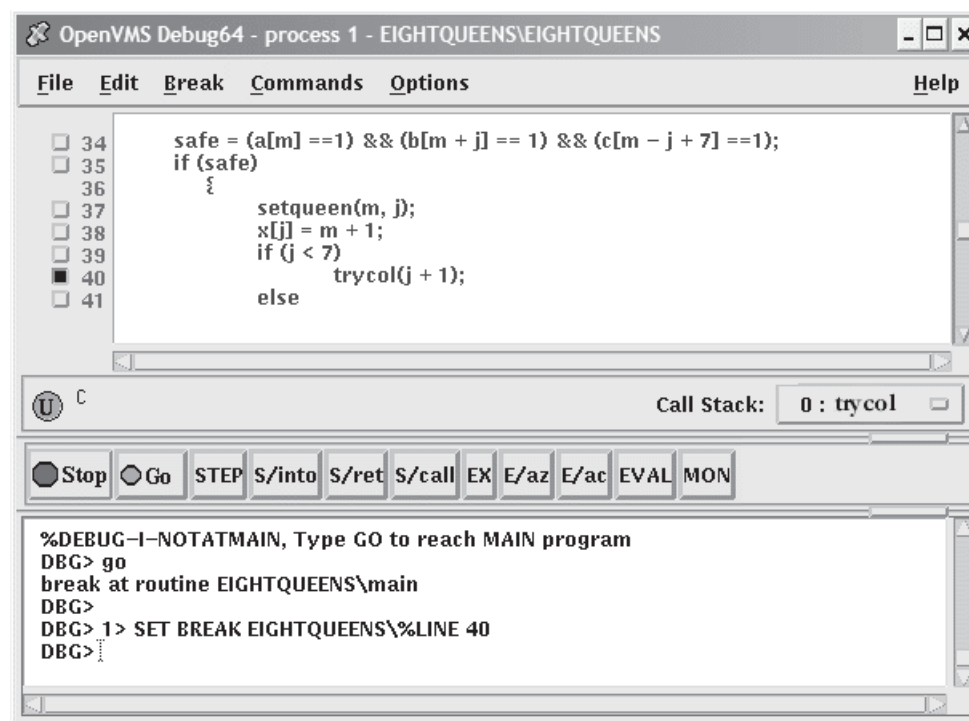 OpenVMS Debug64 - process 1 - EIGHTQUEENS\EIGHTQUEENS
File Edit Break Commands Options Help
34 safe = (a[m] ==1) && (b[m + j] == 1) && (c[m − j + 7] ==1);
35 if (safe)
36 {
37 setqueen(m, j);
38 x[j] = m + 1;
39 if (j < 7)
40 trycol(j + 1);
41 else
U C Call Stack: 0 : trycol
Stop Go STEP S/into S/ret S/call EX E/az E/ac EVAL MON
%DEBUG−I−NOTATMAIN, Type GO to reach MAIN program
DBG> go
break at routine EIGHTQUEENS\main
DBG>
DBG> 1> SET BREAK EIGHTQUEENS\%LINE 40
DBG>